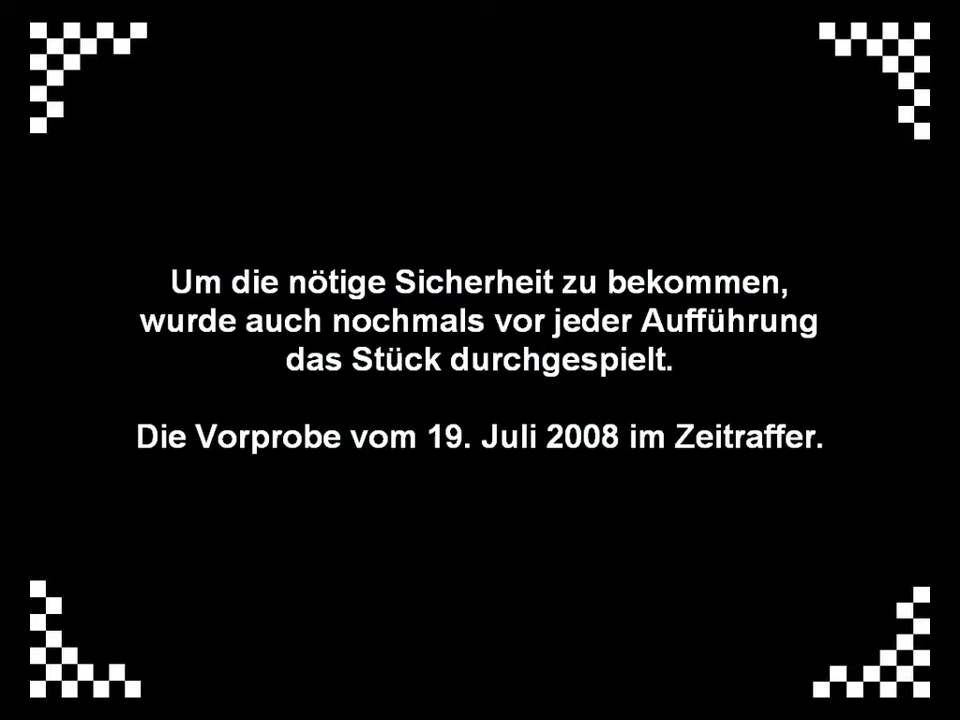 Um die nötige Sicherheit zu bekommen,
wurde auch nochmals vor jeder Aufführung
das Stück durchgespielt.
Die Vorprobe vom 19. Juli 2008 im Zeitraffer.